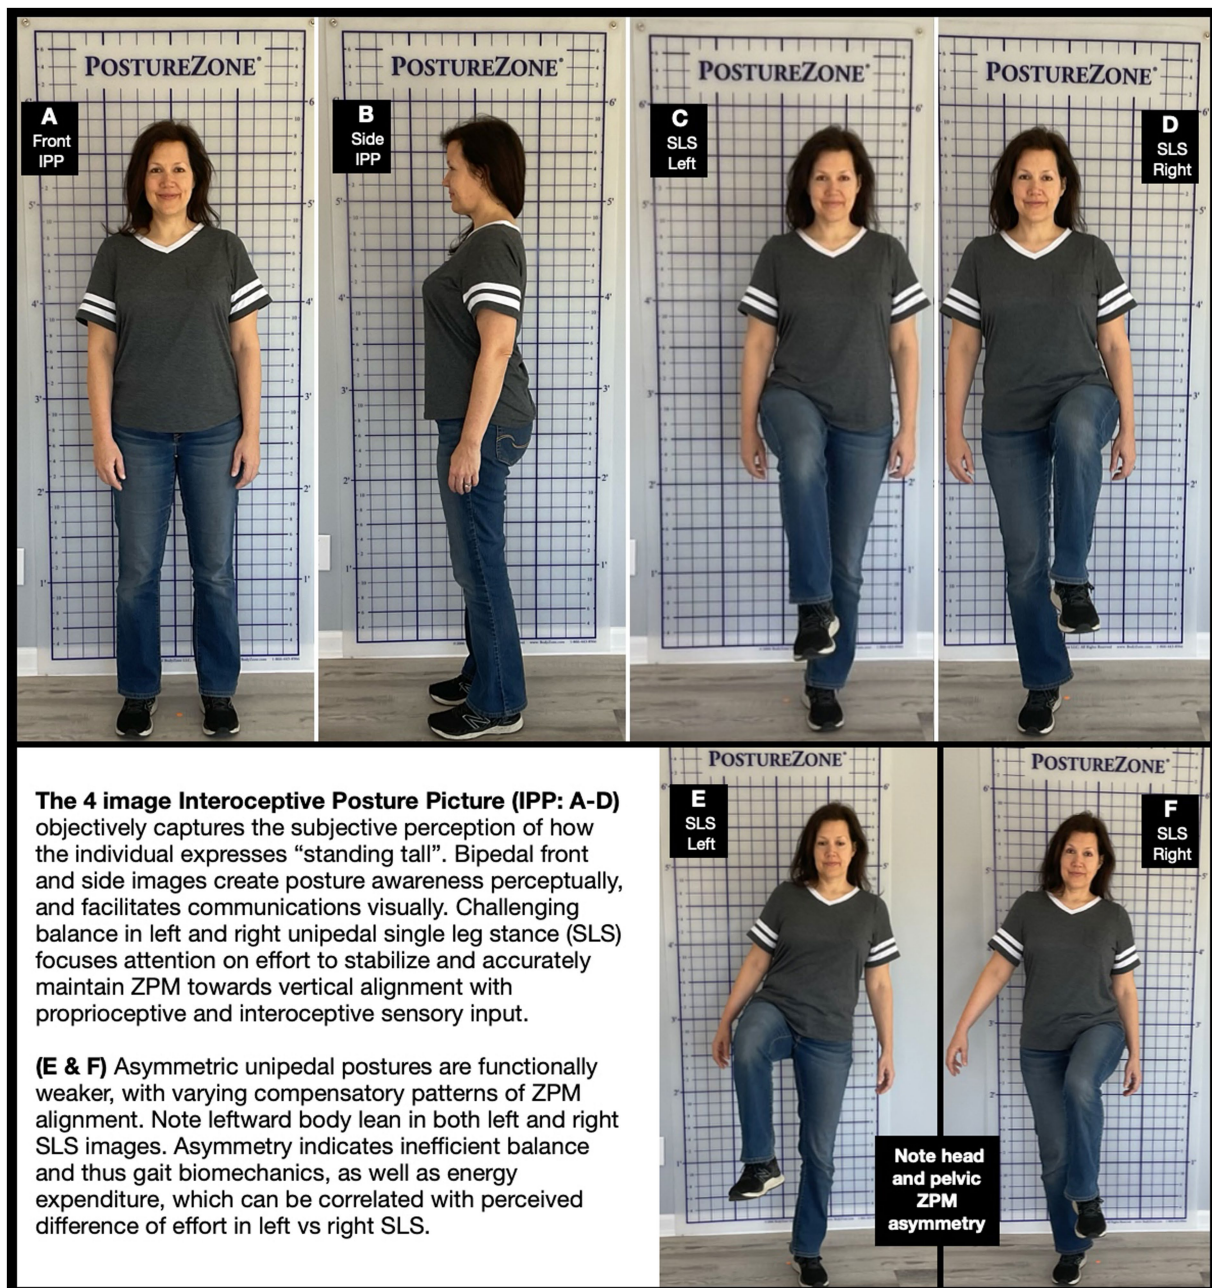 POSTUREZONE®
POSTUREZONE®
POSTUREZONE®
POSTUREZONE®
A
Front
IPP
B
Side
IPP
C
SLS
Left
D
SLS
Right
The 4 image Interoceptive Posture Picture (IPP: A-D)
objectively captures the subjective perception of how
the individual expresses “standing tall”. Bipedal front
and side images create posture awareness perceptually,
and facilitates communications visually. Challenging
balance in left and right unipedal single leg stance (SLS)
focuses attention on effort to stabilize and accurately
maintain ZPM towards vertical alignment with
proprioceptive and interoceptive sensory input.
(E & F) Asymmetric unipedal postures are functionally
weaker, with varying compensatory patterns of ZPM
alignment. Note leftward body lean in both left and right
SLS images. Asymmetry indicates inefficient balance
and thus gait biomechanics, as well as energy
expenditure, which can be correlated with perceived
difference of effort in left vs right SLS.
POSTUREZONE®
POSTUREZONE®
E
SLS
Left
F
SLS
Right
Note head
and pelvic
ZPM
asymmetry